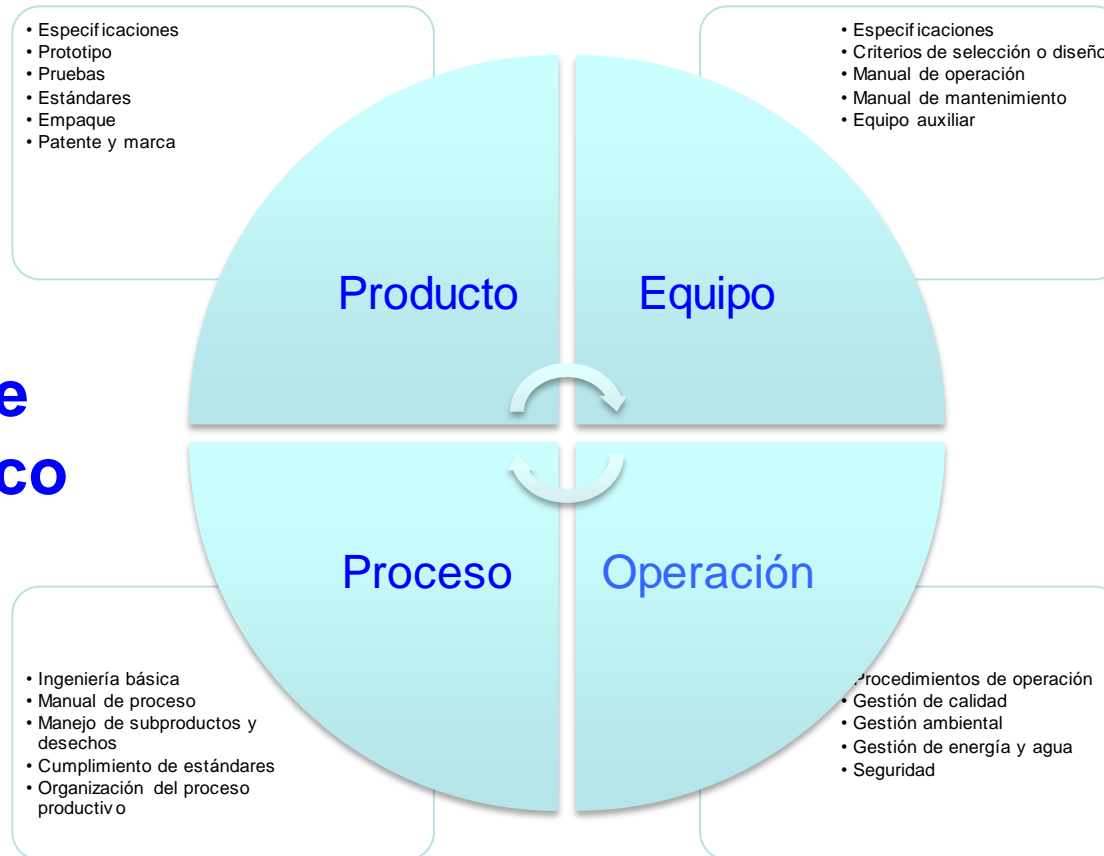 • Especificaciones
• Prototipo
• Pruebas
• Estándares
• Empaque
• Patente y marca
• Especificaciones
• Criterios de selección o diseño
• Manual de operación
• Manual de mantenimiento
• Equipo auxiliar
Producto
Equipo
e
co
Proceso
Operación
• Ingeniería básica
• Manual de proceso
• Manejo de subproductos y
desechos
• Cumplimiento de estándares
• Organización del proceso
productivo
Procedimientos de operación
• Gestión de calidad
• Gestión ambiental
• Gestión de energía y agua
• Seguridad